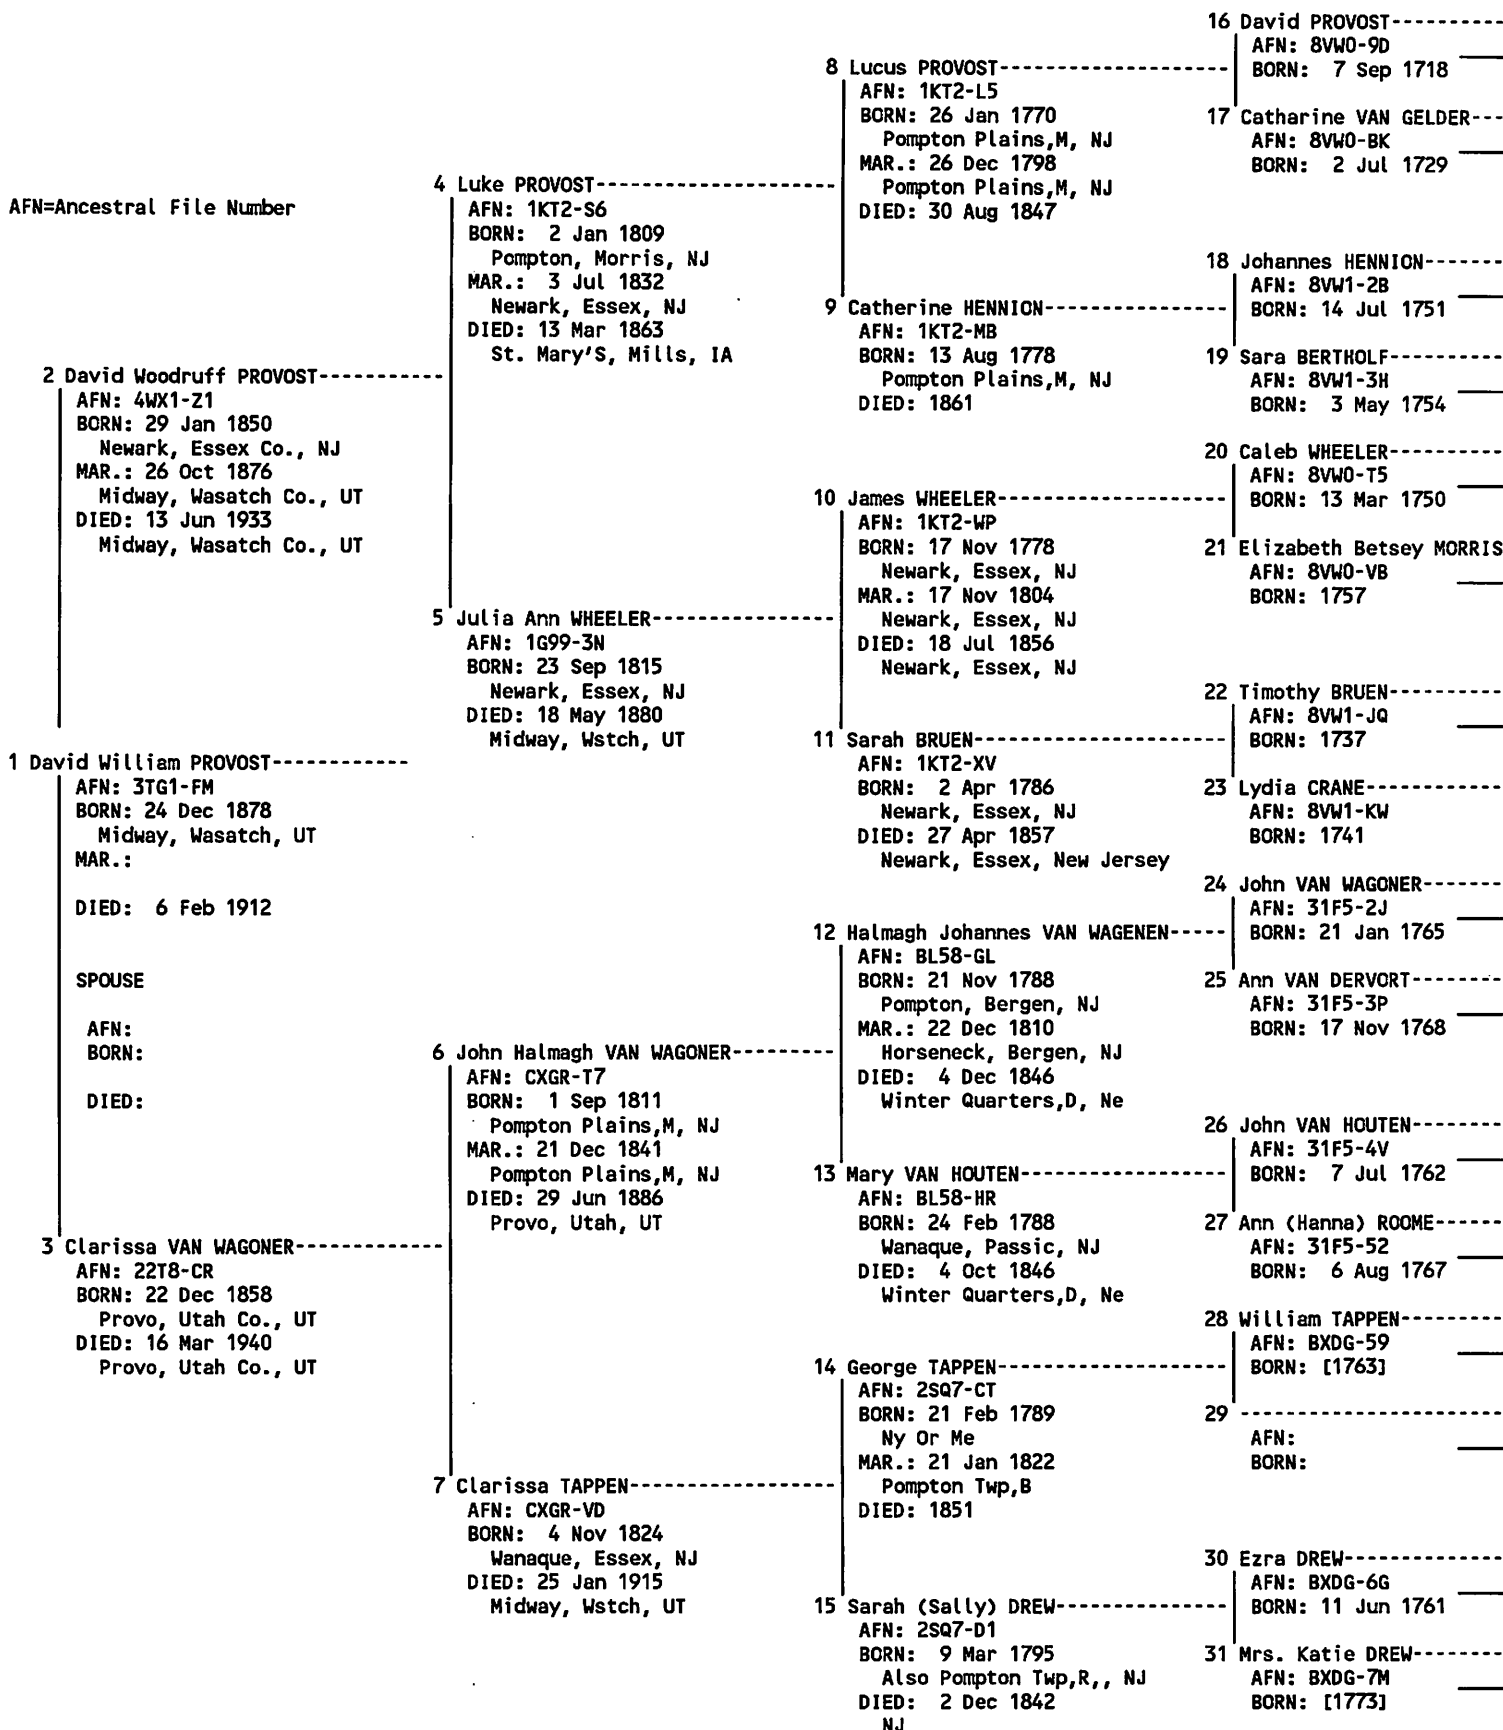 AFN=Ancestral File Number
1 David William PROVOST------------
AFN: 3TG1-FM
BORN: 24 Dec 1878
Midway, Wasatch, UT
MAR.:
DIED:  6 Feb 1912
SPOUSE
AFN:
BORN:
DIED:
2 David Woodruff PROVOST-----------
AFN: 4WX1-Z1
BORN: 29 Jan 1850
Newark, Essex Co., NJ
MAR.: 26 Oct 1876
Midway, Wasatch Co., UT
DIED: 13 Jun 1933
Midway, Wasatch Co., UT
3 Clarissa VAN WAGONER-------------
AFN: 22T8-CR
BORN: 22 Dec 1858
Provo, Utah Co., UT
DIED: 16 Mar 1940
Provo, Utah Co., UT
4 Luke PROVOST---------------------
AFN: 1KT2-S6
BORN:  2 Jan 1809
Pompton, Morris, NJ
MAR.:  3 Jul 1832
Newark, Essex, NJ
DIED: 13 Mar 1863
St. Mary'S, Mills, IA
5 Julia Ann WHEELER----------------
AFN: 1G99-3N
BORN: 23 Sep 1815
Newark, Essex, NJ
DIED: 18 May 1880
Midway, Wstch, UT
6 John Halmagh VAN WAGONER---------
AFN: CXGR-T7
BORN:  1 Sep 1811
Pompton Plains,M, NJ
MAR.: 21 Dec 1841
Pompton Plains,M, NJ
DIED: 29 Jun 1886
Provo, Utah, UT
7 Clarissa TAPPEN------------------
AFN: CXGR-VD
BORN:  4 Nov 1824
Wanaque, Essex, NJ
DIED: 25 Jan 1915
Midway, Wstch, UT
8 Lucus PROVOST--------------------
AFN: 1KT2-L5
BORN: 26 Jan 1770
Pompton Plains,M, NJ
MAR.: 26 Dec 1798
Pompton Plains,M, NJ
DIED: 30 Aug 1847
9 Catherine HENNION----------------
AFN: 1KT2-MB
BORN: 13 Aug 1778
Pompton Plains,M, NJ
DIED: 1861
10 James WHEELER--------------------
AFN: 1KT2-WP
BORN: 17 Nov 1778
Newark, Essex, NJ
MAR.: 17 Nov 1804
Newark, Essex, NJ
DIED: 18 Jul 1856
Newark, Essex, NJ
11 Sarah BRUEN----------------------
AFN: 1KT2-XV
BORN:  2 Apr 1786
Newark, Essex, NJ
DIED: 27 Apr 1857
Newark, Essex, New Jersey
12 Halmagh Johannes VAN WAGENEN-----
AFN: BL58-GL
BORN: 21 Nov 1788
Pompton, Bergen, NJ
MAR.: 22 Dec 1810
Horseneck, Bergen, NJ
DIED:  4 Dec 1846
Winter Quarters,D, Ne
13 Mary VAN HOUTEN------------------
AFN: BL58-HR
BORN: 24 Feb 1788
Wanaque, Passic, NJ
DIED:  4 Oct 1846
Winter Quarters,D, Ne
14 George TAPPEN--------------------
AFN: 2SQ7-CT
BORN: 21 Feb 1789
Ny Or Me
MAR.: 21 Jan 1822
Pompton Twp,B
DIED: 1851
15 Sarah (Sally) DREW---------------
AFN: 2SQ7-D1
BORN:  9 Mar 1795
Also Pompton Twp,R,, NJ
DIED:  2 Dec 1842
NJ
16 David PROVOST----------
AFN: 8VW0-9D
BORN:  7 Sep 1718
17 Catharine VAN GELDER---
AFN: 8VW0-BK
BORN:  2 Jul 1729
18 Johannes HENNION-------
AFN: 8VW1-2B
BORN: 14 Jul 1751
19 Sara BERTHOLF----------
AFN: 8VW1-3H
BORN:  3 May 1754
20 Caleb WHEELER----------
AFN: 8VW0-T5
BORN: 13 Mar 1750
21 Elizabeth Betsey MORRIS
AFN: 8VW0-VB
BORN: 1757
22 Timothy BRUEN----------
AFN: 8VW1-JQ
BORN: 1737
23 Lydia CRANE------------
AFN: 8VW1-KW
BORN: 1741
24 John VAN WAGONER-------
AFN: 31F5-2J
BORN: 21 Jan 1765
25 Ann VAN DERVORT--------
AFN: 31F5-3P
BORN: 17 Nov 1768
26 John VAN HOUTEN--------
AFN: 31F5-4V
BORN:  7 Jul 1762
27 Ann (Hanna) ROOME------
AFN: 31F5-52
BORN:  6 Aug 1767
28 William TAPPEN---------
AFN: BXDG-59
BORN: [1763]
29 -----------------------
AFN:
BORN:
30 Ezra DREW--------------
AFN: BXDG-6G
BORN: 11 Jun 1761
31 Mrs. Katie DREW--------
AFN: BXDG-7M
BORN: [1773]